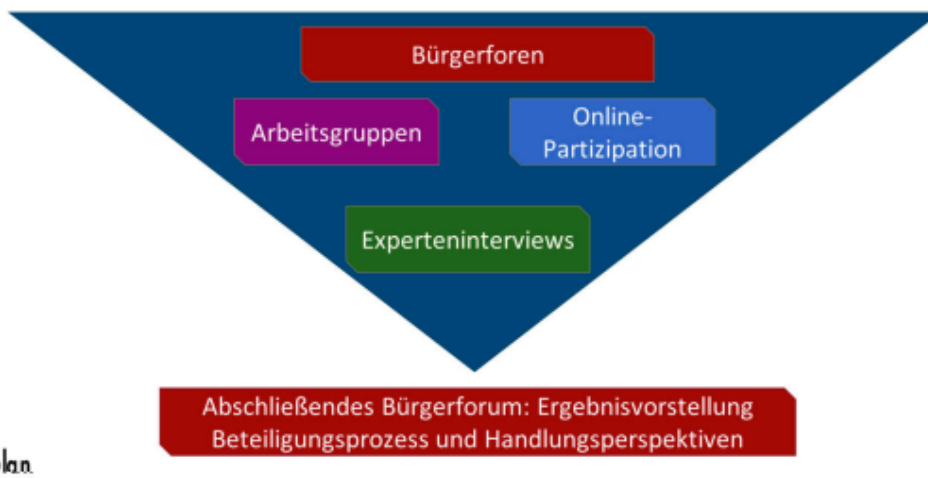 Bürgerforen
Arbeitsgruppen
Online-
Partizipation
Experteninterviews
Abschließendes Bürgerforum: Ergebnisvorstellung
Beteiligungsprozess und Handlungsperspektiven